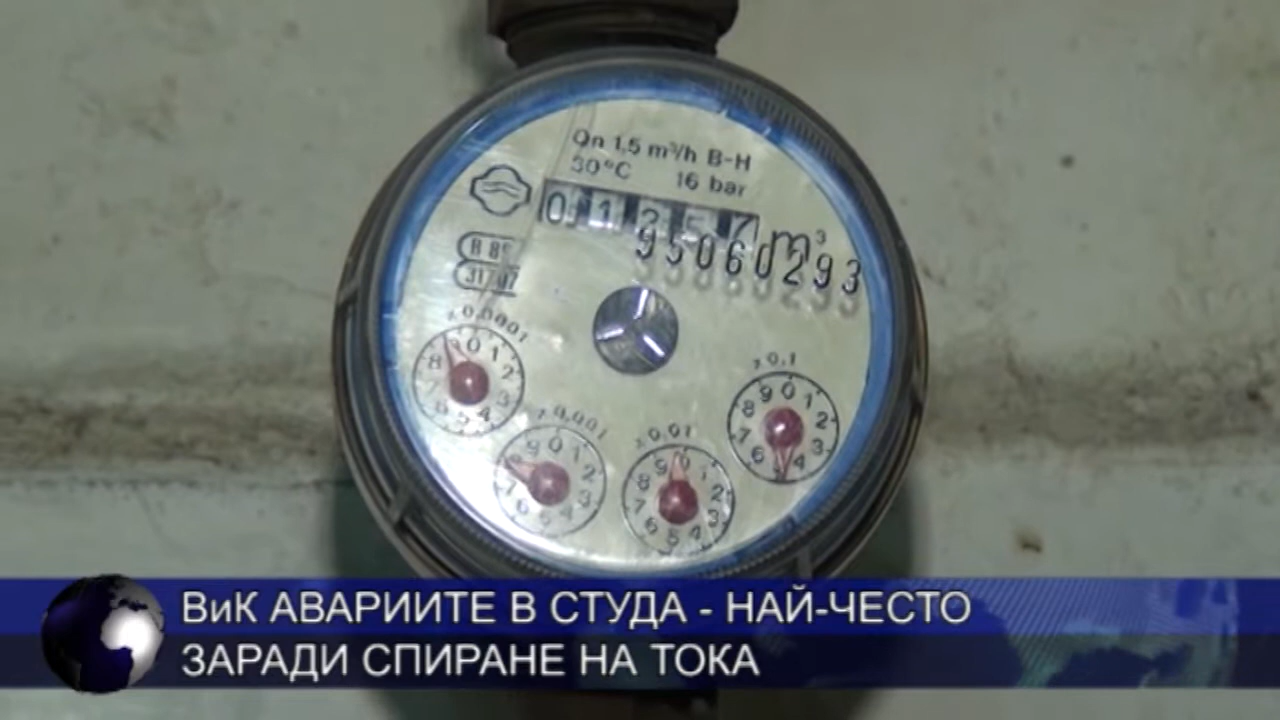 Qn 1,5 m³/h B-H
30°C 16 bar
m³
95060293
x0,0001
x0,001
x0,01
x0,1
ВиК АВАРИИТЕ В СТУДА - НАЙ-ЧЕСТО
ЗАРАДИ СПИРАНЕ НА ТОКА